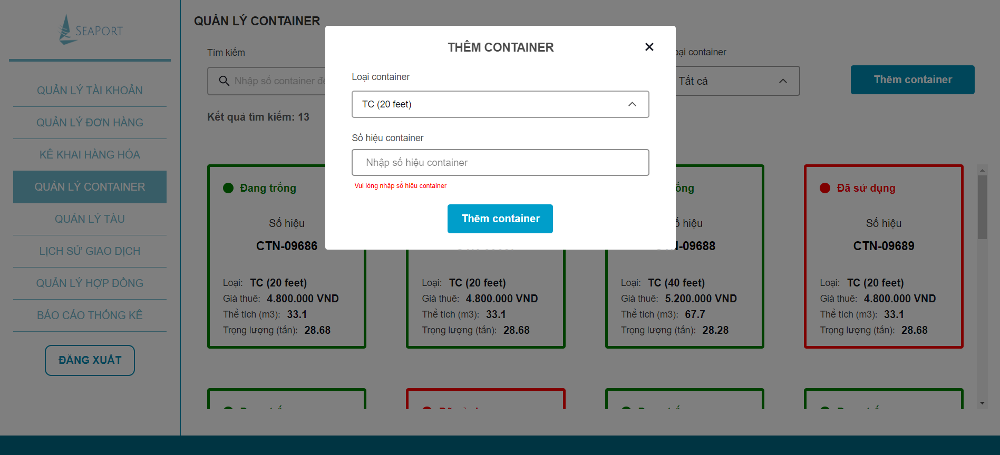 SEAPORT
QUẢN LÝ TÀI KHOẢN
QUẢN LÝ ĐƠN HÀNG
KÊ KHAI HÀNG HÓA
QUẢN LÝ CONTAINER
QUẢN LÝ TÀU
LỊCH SỬ GIAO DỊCH
QUẢN LÝ HỢP ĐỒNG
BÁO CÁO THỐNG KÊ
ĐĂNG XUẤT
QUẢN LÝ CONTAINER
Tìm kiếm
container
Nhập số container
Tất cả
Thêm container
Kết quả tìm kiếm: 13
THÊM CONTAINER
Loại container
TC (20 feet)
Số hiệu container
Nhập số hiệu container
Vui lòng nhập số hiệu container
Thêm container
Đang trống
Số hiệu
CTN-09686
Loại: TC (20 feet)
Giá thuê: 4.800.000 VND
Thể tích (m3): 33.1
Trọng lượng (tấn): 28.68
Loại: TC (20 feet)
Giá thuê: 4.800.000 VND
Thể tích (m3): 33.1
Trọng lượng (tấn): 28.68
hiệu
-09688
Loại: TC (40 feet)
Giá thuê: 5.200.000 VND
Thể tích (m3): 67.7
Trọng lượng (tấn): 28.28
Đã sử dụng
Số hiệu
CTN-09689
Loại: TC (20 feet)
Giá thuê: 4.800.000 VND
Thể tích (m3): 33.1
Trọng lượng (tấn): 28.68